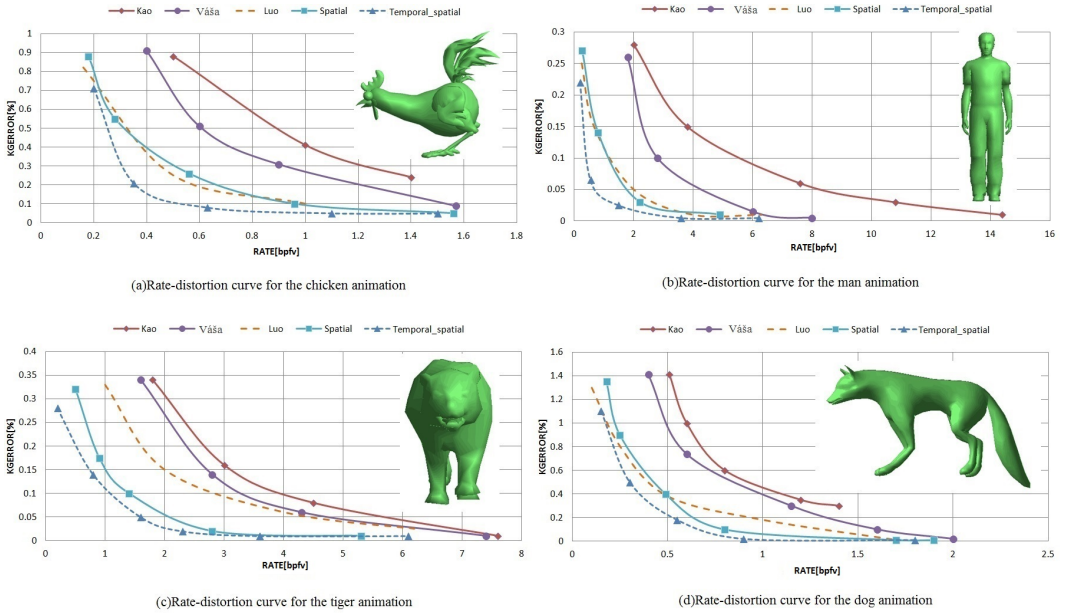 Kao Váša Luo Spatial Temporal_spatial
1
0.9
0.8
0.7
0.6
0.5
0.4
0.3
0.2
0.1
0
KGERROR[%]
0 0.2 0.4 0.6 0.8 1 1.2 1.4 1.6 1.8
RATE[bpfv]
(a)Rate-distortion curve for the chicken animation
Kao Váša Luo Spatial Temporal_spatial
0.3
0.25
0.2
0.15
0.1
0.05
0
KGERROR[%]
0 2 4 6 8 10 12 14 16
RATE[bpfv]
(b)Rate-distortion curve for the man animation
Kao Váša Luo Spatial Temporal_spatial
0.4
0.35
0.3
0.25
0.2
0.15
0.1
0.05
0
KGERROR[%]
0 1 2 3 4 5 6 7 8
RATE[bpfv]
(c)Rate-distortion curve for the tiger animation
Kao Váša Luo Spatial Temporal_spatial
1.6
1.4
1.2
1
0.8
0.6
0.4
0.2
0
KGERROR[%]
0 0.5 1 1.5 2 2.5
RATE[bpfv]
(d)Rate-distortion curve for the dog animation